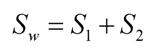 S_w = S_1 + S_2